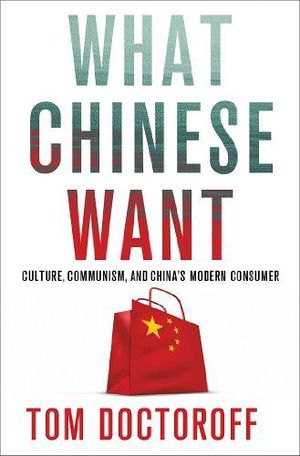 WHAT
CHINESE
WANT
CULTURE, COMMUNISM, AND CHINA'S MODERN CONSUMER
TOM DOCTOROFF